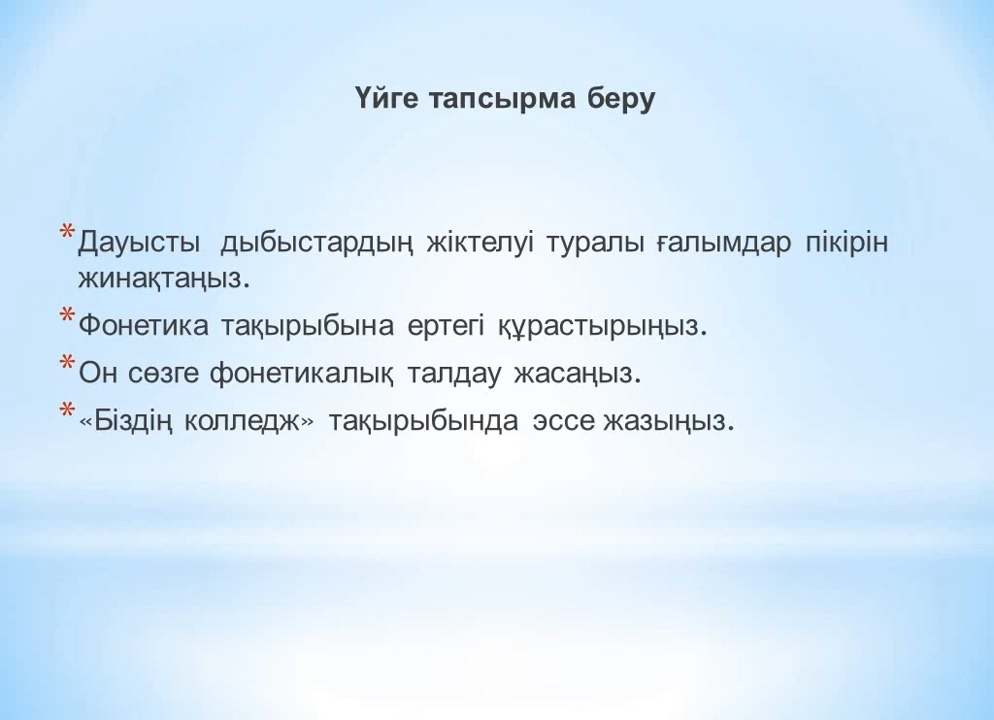 Үйге тапсырма беру
* Дауысты дыбыстардың жіктелуі туралы ғалымдар пікірін
жинақтаңыз.
* Фонетика тақырыбына ертегі құрастырыңыз.
* Он сөзге фонетикалық талдау жасаңыз.
* «Біздің колледж» тақырыбында эссе жазыңыз.